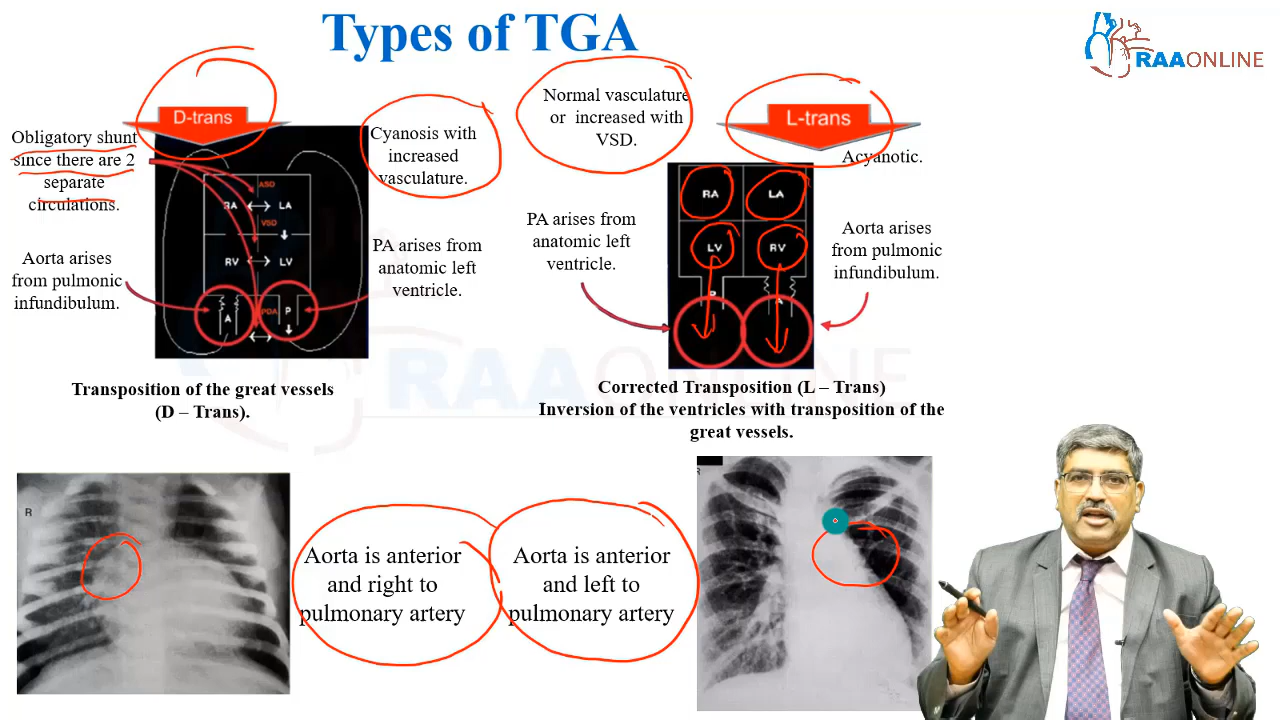 Types of TGA
RAAONLINE
D-trans
Obligatory shunt
since there are 2
separate
circulations.
Cyanosis with
increased
vasculature.
Aorta arises
from pulmonic
infundibulum.
PA arises from
anatomic left
ventricle.
ASD
RA LA
VSD
RV LV
A PDA P
Transposition of the great vessels
(D – Trans).
Normal vasculature
or increased with
VSD.
L-trans
Acyanotic.
PA arises from
anatomic left
ventricle.
Aorta arises
from pulmonic
infundibulum.
RA LA
LV RV
Corrected Transposition (L – Trans)
Inversion of the ventricles with transposition of the
great vessels.
RAAONLINE
R
Aorta is anterior
and right to
pulmonary artery
Aorta is anterior
and left to
pulmonary artery
R